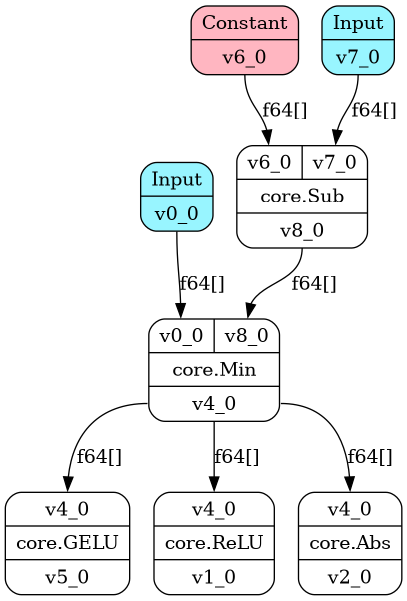 Constant
v6_0
Input
v7_0
f64[]
f64[]
v6_0
v7_0
core.Sub
v8_0
Input
v0_0
f64[]
f64[]
v0_0
v8_0
core.Min
v4_0
f64[]
f64[]
f64[]
v4_0
core.GELU
v5_0
v4_0
core.ReLU
v1_0
v4_0
core.Abs
v2_0